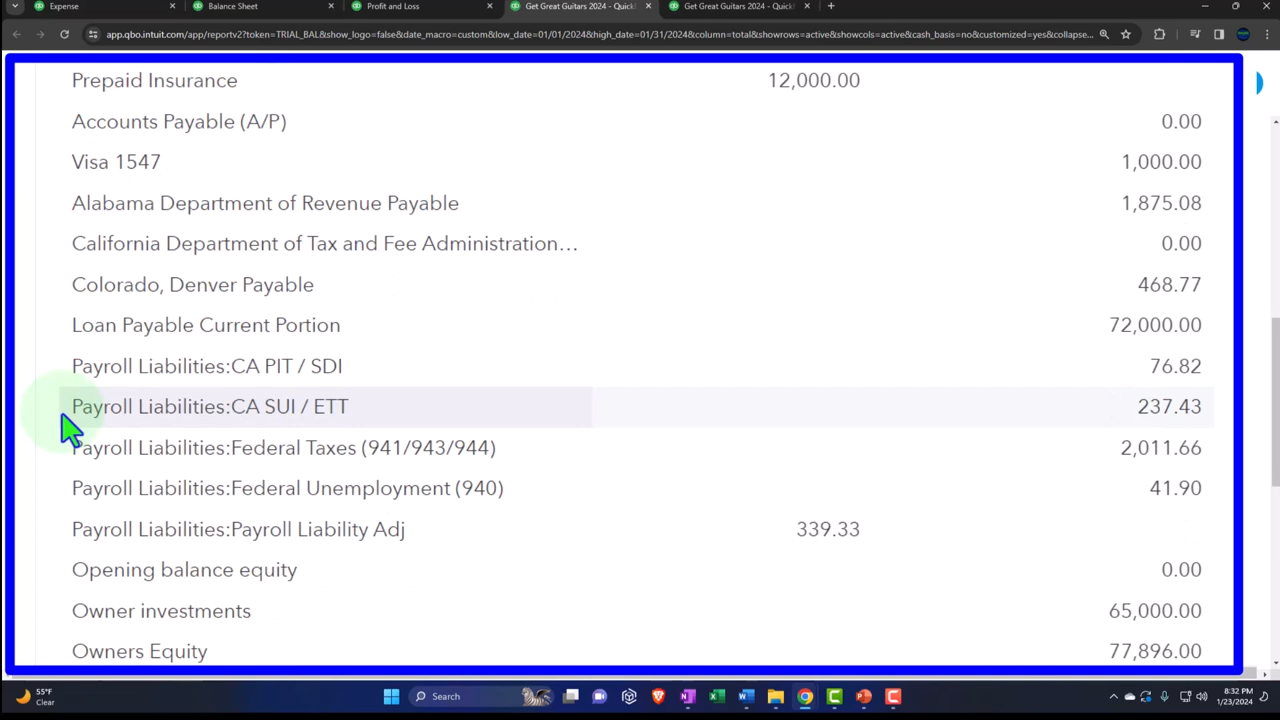 Expense
Balance Sheet
Profit and Loss
Get Great Guitars 2024 - QuickB
Get Great Guitars 2024 - QuickB
app.qbo.intuit.com/app/reportv2?token=TRIAL_BAL&show_logo=false&date_macro=custom&low_date=01/01/2024&high_date=01/31/2024&column=total&showrows=active&showcols=active&cash_basis=no&customized=yes&collapse...
Prepaid Insurance 12,000.00
Accounts Payable (A/P) 0.00
Visa 1547 1,000.00
Alabama Department of Revenue Payable 1,875.08
California Department of Tax and Fee Administration… 0.00
Colorado, Denver Payable 468.77
Loan Payable Current Portion 72,000.00
Payroll Liabilities:CA PIT / SDI 76.82
Payroll Liabilities:CA SUI / ETT 237.43
Payroll Liabilities:Federal Taxes (941/943/944) 2,011.66
Payroll Liabilities:Federal Unemployment (940) 41.90
Payroll Liabilities:Payroll Liability Adj 339.33
Opening balance equity 0.00
Owner investments 65,000.00
Owners Equity 77,896.00
55°F
Clear
Search
8:32 PM
1/23/2024